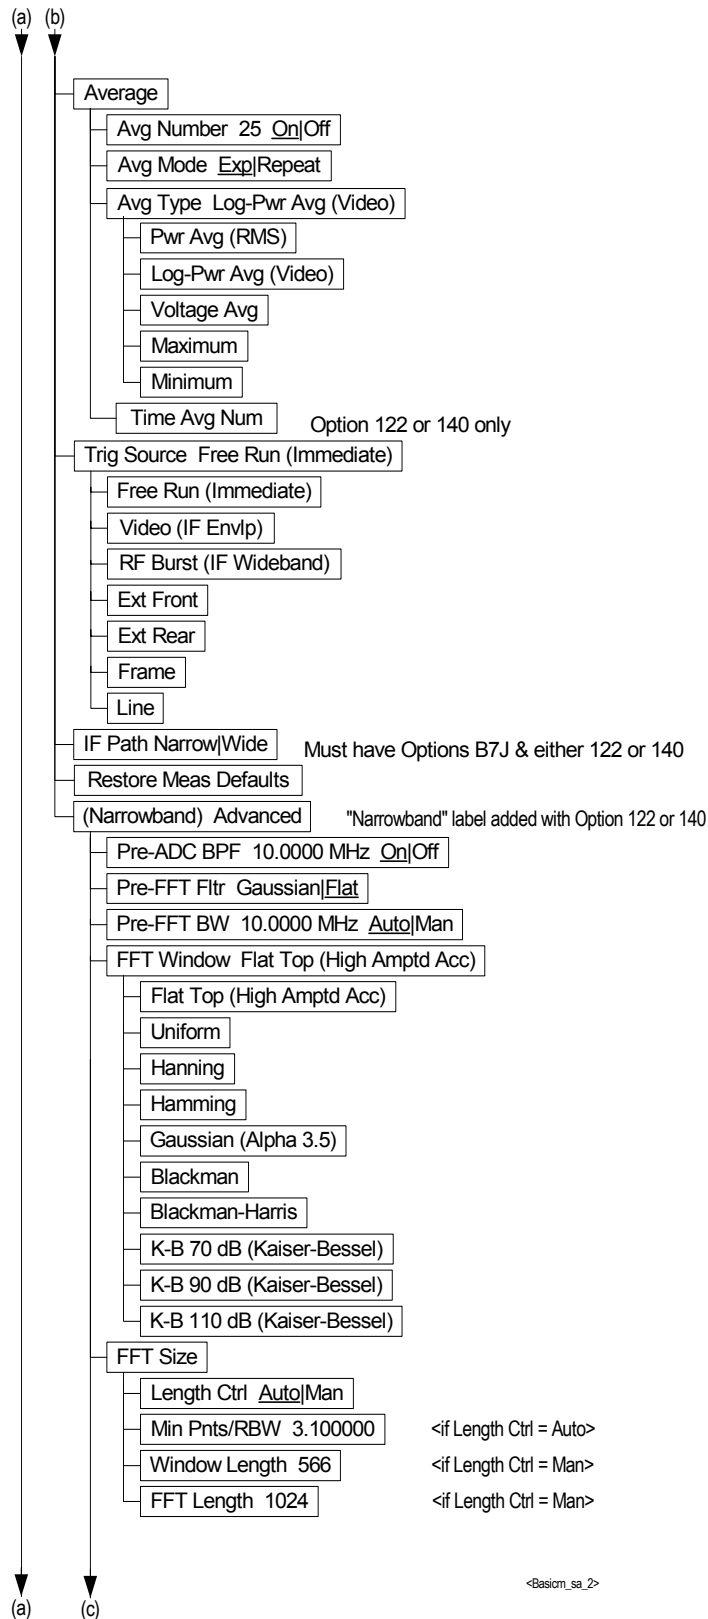 (a) (b)
Average
Avg Number 25 On|Off
Avg Mode Exp|Repeat
Avg Type Log-Pwr Avg (Video)
Pwr Avg (RMS)
Log-Pwr Avg (Video)
Voltage Avg
Maximum
Minimum
Time Avg Num Option 122 or 140 only
Trig Source Free Run (Immediate)
Free Run (Immediate)
Video (IF Envlp)
RF Burst (IF Wideband)
Ext Front
Ext Rear
Frame
Line
IF Path Narrow|Wide Must have Options B7J & either 122 or 140
Restore Meas Defaults
(Narrowband) Advanced "Narrowband" label added with Option 122 or 140
Pre-ADC BPF 10.0000 MHz On|Off
Pre-FFT Fltr Gaussian|Flat
Pre-FFT BW 10.0000 MHz Auto|Man
FFT Window Flat Top (High Amptd Acc)
Flat Top (High Amptd Acc)
Uniform
Hanning
Hamming
Gaussian (Alpha 3.5)
Blackman
Blackman-Harris
K-B 70 dB (Kaiser-Bessel)
K-B 90 dB (Kaiser-Bessel)
K-B 110 dB (Kaiser-Bessel)
FFT Size
Length Ctrl Auto|Man
Min Pnts/RBW 3.100000 <if Length Ctrl = Auto>
Window Length 566 <if Length Ctrl = Man>
FFT Length 1024 <if Length Ctrl = Man>
<Basicm_sa_2>
(a) (c)